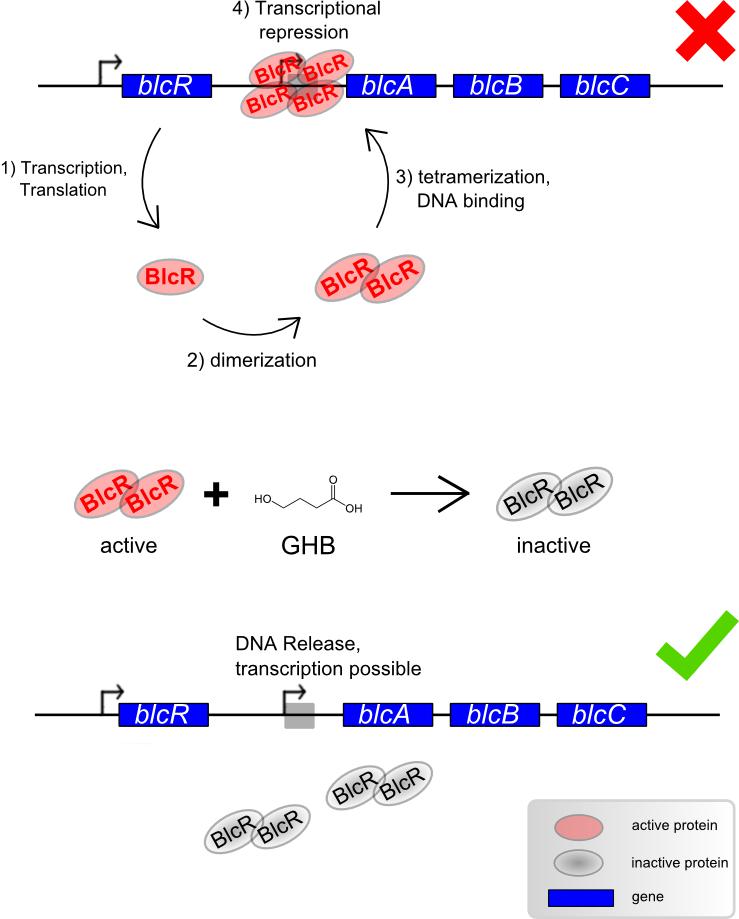 4) Transcriptional
repression
BlcR BlcR
BlcR BlcR
blcR blcA blcB blcC
1) Transcription,
Translation
3) tetramerization,
DNA binding
BlcR
BlcR BlcR
2) dimerization
BlcR BlcR
HO
O
OH
BlcR BlcR
active
GHB
inactive
DNA Release,
transcription possible
blcR blcA blcB blcC
BlcR BlcR
BlcR BlcR
active protein
inactive protein
gene